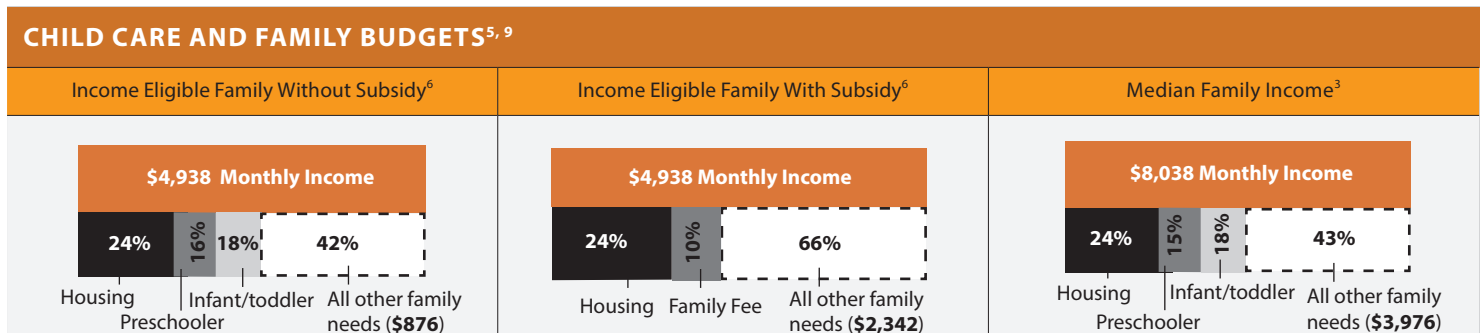 CHILD CARE AND FAMILY BUDGETS5, 9
Income Eligible Family Without Subsidy6
Income Eligible Family With Subsidy6
Median Family Income3
$4,938 Monthly Income
24%
16%
18%
42%
Housing
Preschooler
Infant/toddler
All other family
needs ($876)
$4,938 Monthly Income
24%
10%
66%
Housing
Family Fee
All other family
needs ($2,342)
$8,038 Monthly Income
24%
15%
18%
43%
Housing
Preschooler
Infant/toddler
All other family
needs ($3,976)